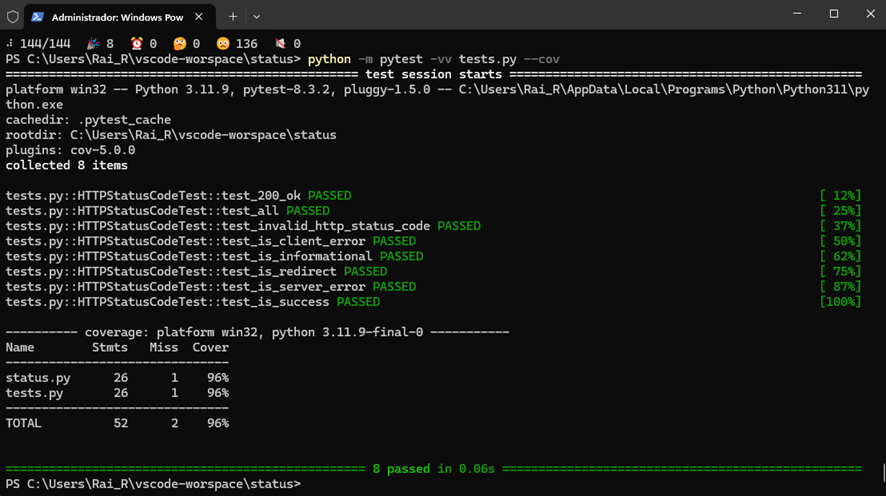 Administrador: Windows Pow
144/144 🎉 8 ⏰ 0 🤔 0 😳 136 0
PS C:\Users\Rai_R\vscode-worspace\status> python -m pytest -vv tests.py --cov
============================================== test session starts ==============================================
platform win32 -- Python 3.11.9, pytest-8.3.2, pluggy-1.5.0 -- C:\Users\Rai_R\AppData\Local\Programs\Python\Python311\py
thon.exe
cachedir: .pytest_cache
rootdir: C:\Users\Rai_R\vscode-worspace\status
plugins: cov-5.0.0
collected 8 items
tests.py::HTTPStatusCodeTest::test_200_ok PASSED [ 12%]
tests.py::HTTPStatusCodeTest::test_all PASSED [ 25%]
tests.py::HTTPStatusCodeTest::test_invalid_http_status_code PASSED [ 37%]
tests.py::HTTPStatusCodeTest::test_is_client_error PASSED [ 50%]
tests.py::HTTPStatusCodeTest::test_is_informational PASSED [ 62%]
tests.py::HTTPStatusCodeTest::test_is_redirect PASSED [ 75%]
tests.py::HTTPStatusCodeTest::test_is_server_error PASSED [ 87%]
tests.py::HTTPStatusCodeTest::test_is_success PASSED [100%]
---------- coverage: platform win32, python 3.11.9-final-0 -----------
Name Stmts Miss Cover
------------------------------
status.py 26 1 96%
tests.py 26 1 96%
------------------------------
TOTAL 52 2 96%
=============================================== 8 passed in 0.06s ===============================================
PS C:\Users\Rai_R\vscode-worspace\status>